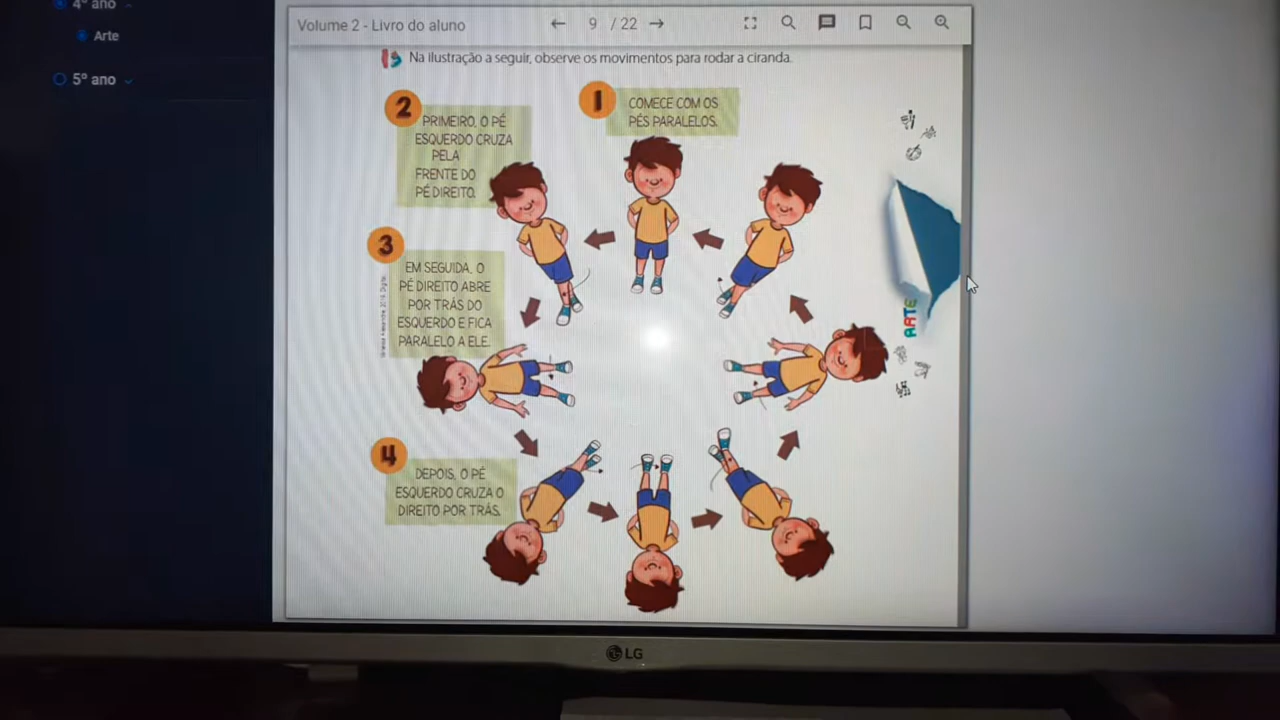 4º ano
Arte
5º ano
Volume 2 - Livro do aluno
9 / 22
Na ilustração a seguir, observe os movimentos para rodar a ciranda.
1
COMECE COM OS
PÉS PARALELOS.
2
PRIMEIRO, O PÉ
ESQUERDO CRUZA
PELA
FRENTE DO
PÉ DIREITO.
3
EM SEGUIDA, O
PÉ DIREITO ABRE
POR TRÁS DO
ESQUERDO E FICA
PARALELO A ELE.
4
DEPOIS, O PÉ
ESQUERDO CRUZA O
DIREITO POR TRÁS.
ARTE
LG